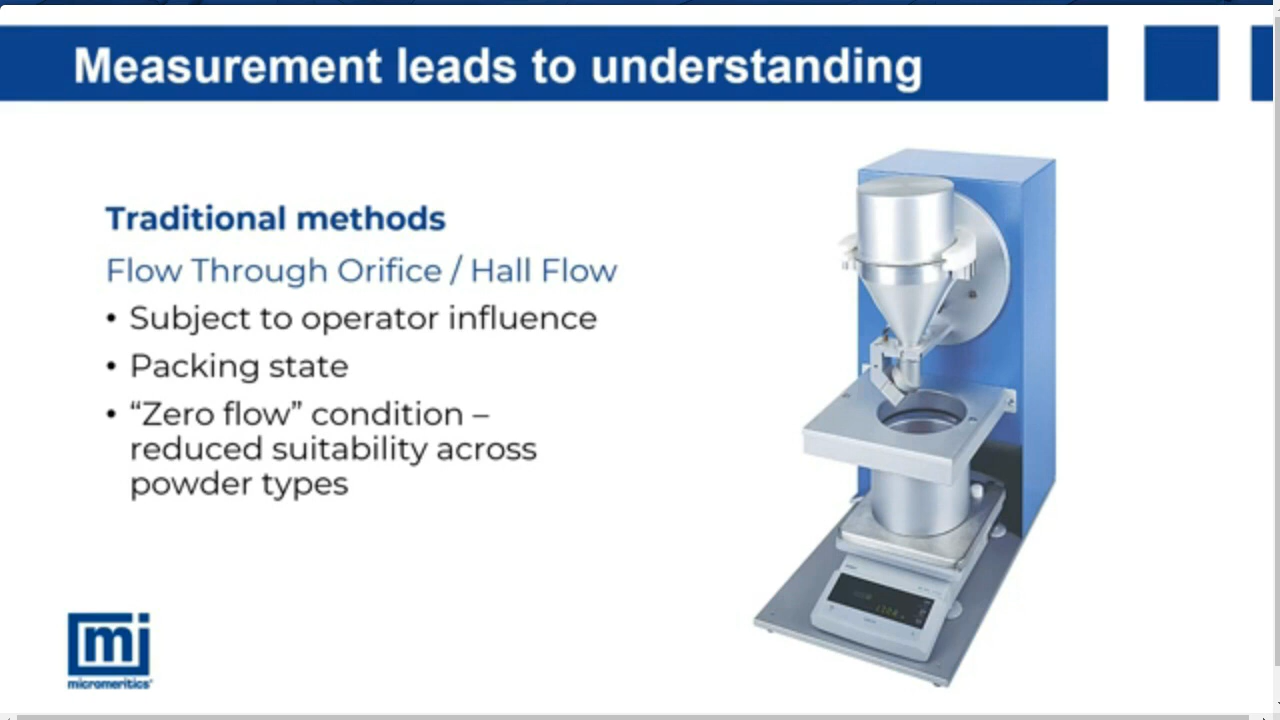 Measurement leads to understanding
Traditional methods
Flow Through Orifice / Hall Flow
• Subject to operator influence
• Packing state
• “Zero flow” condition –
reduced suitability across
powder types
mi
micromeritics®